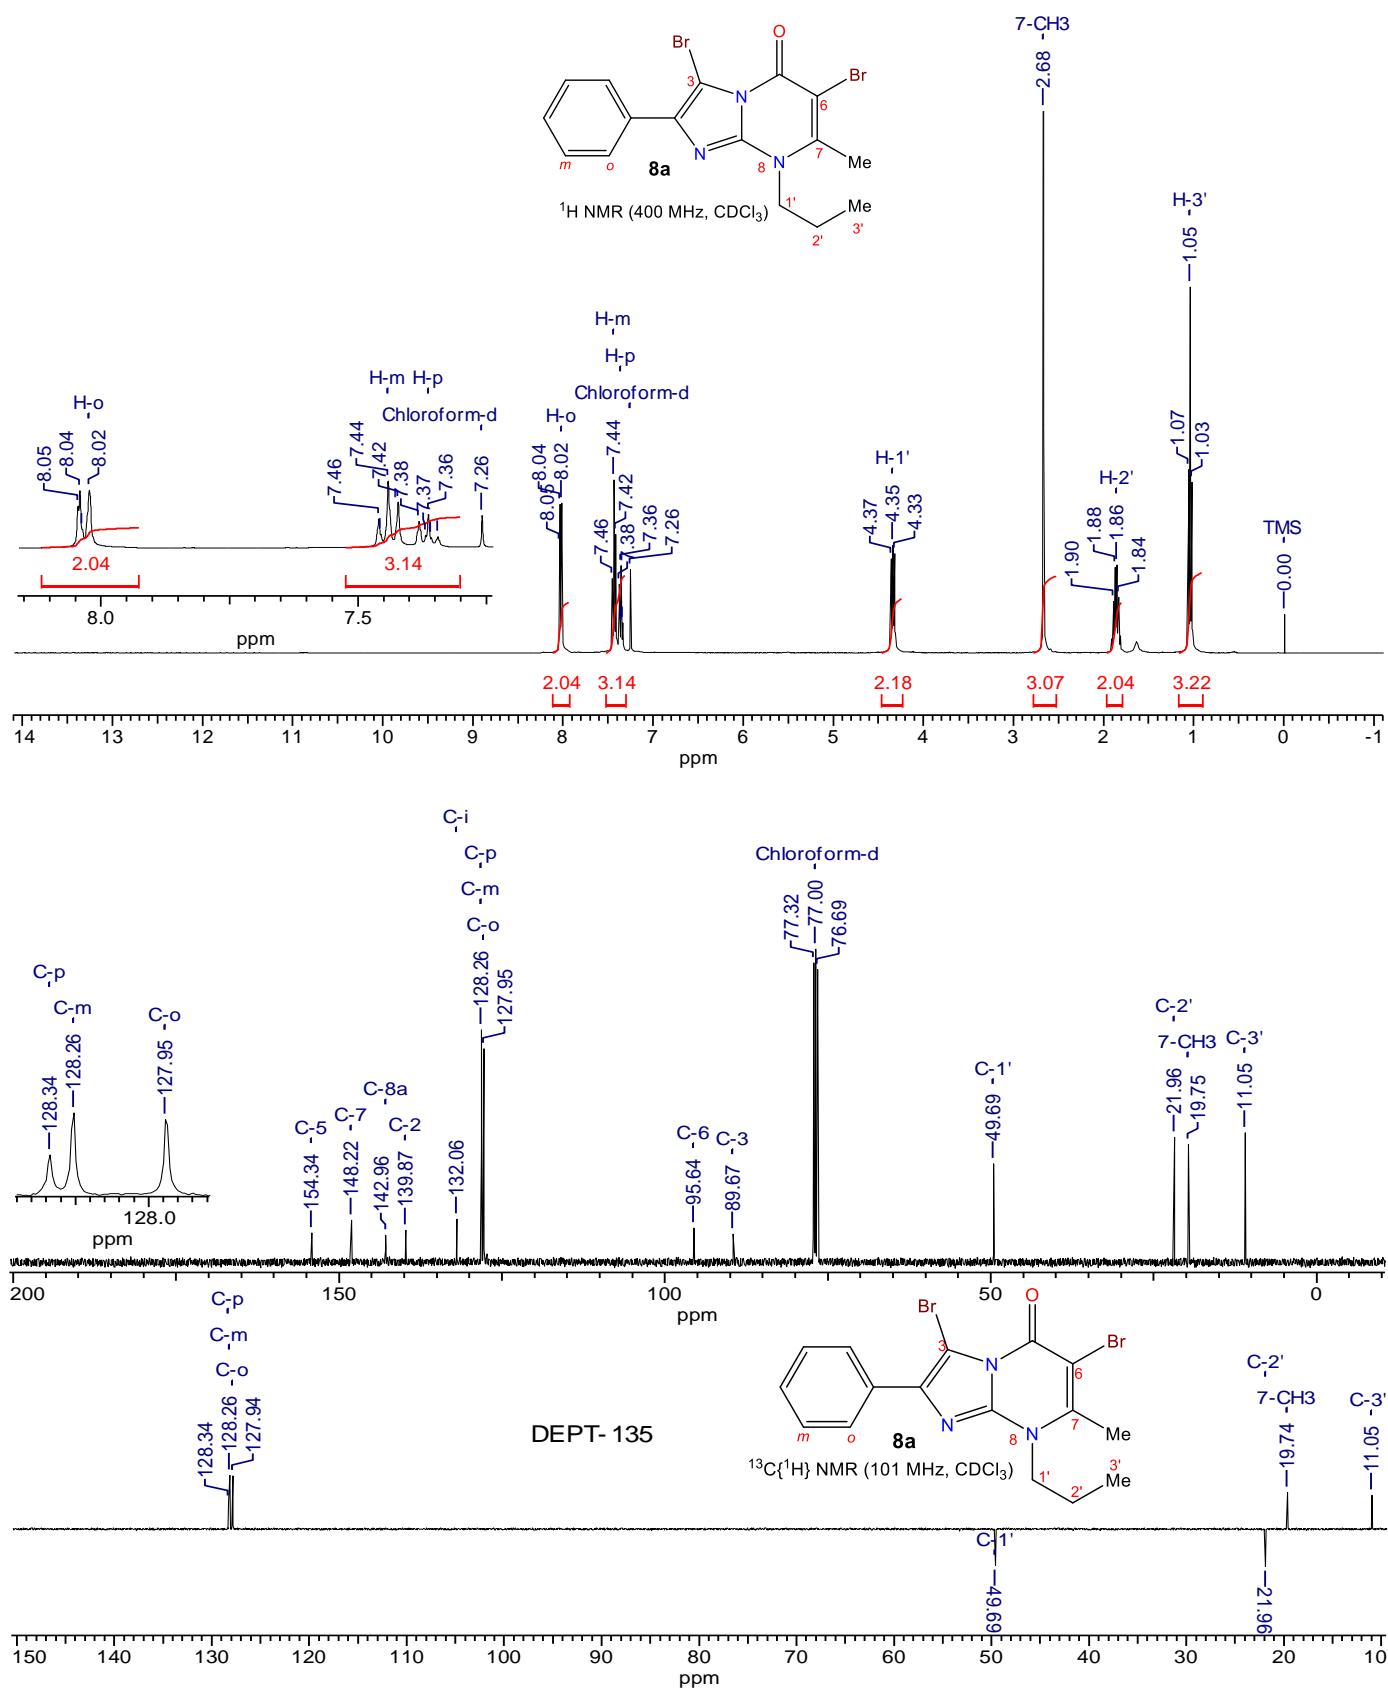 7-CH3
2.68
Br
O
3
N
Br
6
N
8
N
7
Me
m
o
8a
1'
Me
2'
3'
¹H NMR (400 MHz, CDCl₃)
H-3'
1.05
1.07
1.03
H-m
H-p
Chloroform-d
H-o
8.05
8.04
8.02
7.46
7.44
7.42
7.38
7.36
7.26
H-1'
4.37
4.35
4.33
H-2'
1.90
1.88
1.86
1.84
TMS
0.00
H-o
8.05
8.04
8.02
H-m H-p
Chloroform-d
7.46
7.44
7.42
7.38
7.37
7.36
7.26
2.04
3.14
8.0
7.5
ppm
2.04 3.14 2.18 3.07 2.04 3.22
14 13 12 11 10 9 8 7 6 5 4 3 2 1 0 -1
ppm
C-i
C-p
C-m
C-o
128.26
127.95
Chloroform-d
77.32
77.00
76.69
C-p
128.34
C-m
128.26
C-o
127.95
128.0
ppm
C-5
154.34
C-7
148.22
C-8a
142.96
C-2
139.87
132.06
C-6
95.64
C-3
89.67
C-1'
49.69
C-2'
21.96
7-CH3
19.75
C-3'
11.05
200 150 100 50 0
ppm
C-p
C-m
C-o
128.34
128.26
127.94
DEPT-135
Br
O
3
N
Br
6
N
8
N
7
Me
m
o
8a
1'
3'
Me
2'
¹³C{¹H} NMR (101 MHz, CDCl₃)
C-2'
7-CH3
19.74
C-3'
11.05
C-1'
49.69
21.96
150 140 130 120 110 100 90 80 70 60 50 40 30 20 10
ppm